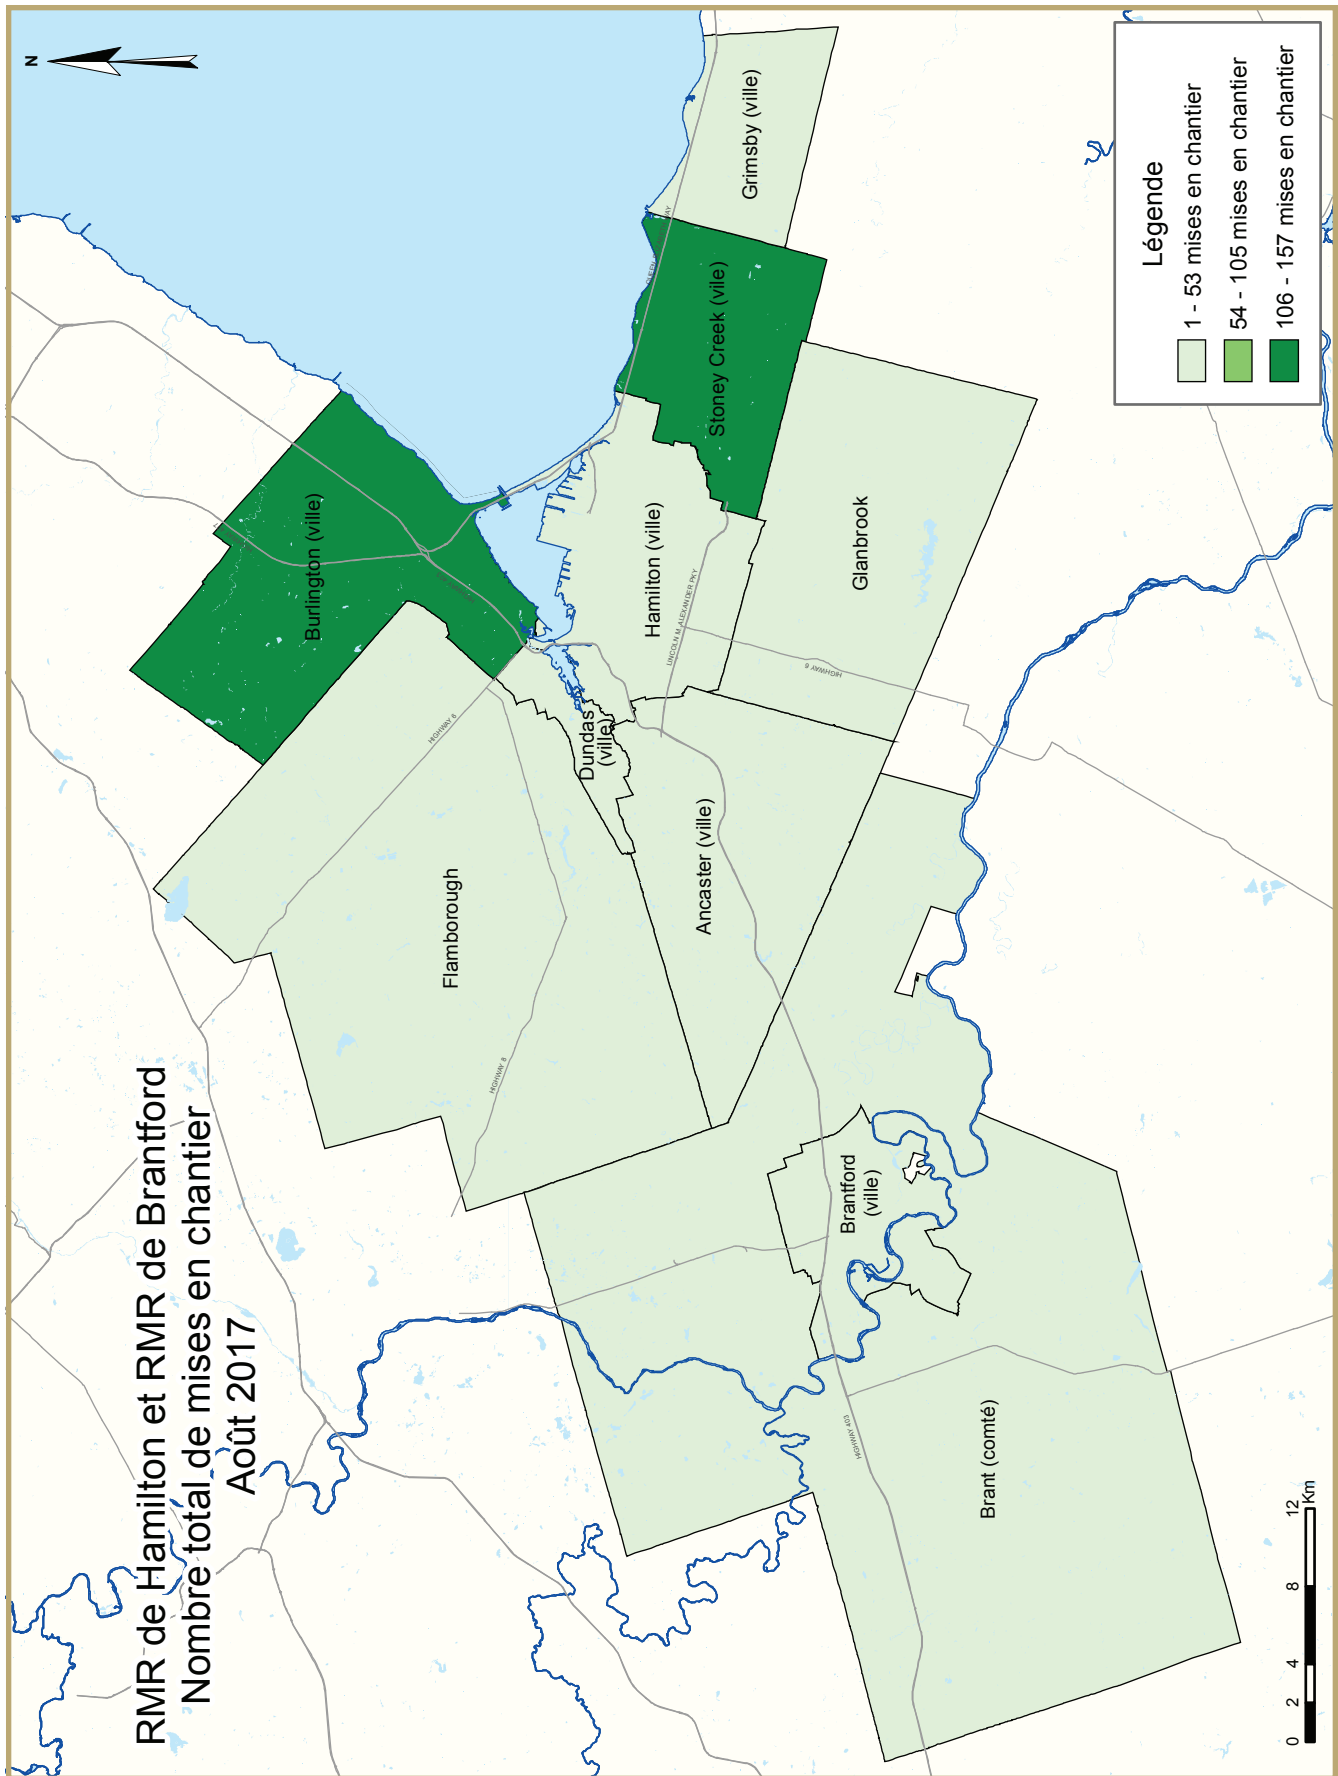 RMR de Hamilton et RMR de Brantford
Nombre total de mises en chantier
Août 2017
N
Burlington (ville)
Grimsby (ville)
Stoney Creek (vile)
Hamilton (ville)
Glanbrook
Dundas
(ville)
Flamborough
Ancaster (ville)
Brantford
(ville)
Brant (comté)
HIGHWAY 6
HIGHWAY 8
LINCOLN M. ALEXANDER PKY
HIGHWAY 6
HIGHWAY 403
Légende
1 - 53 mises en chantier
54 - 105 mises en chantier
106 - 157 mises en chantier
0 2 4 8 12
Km